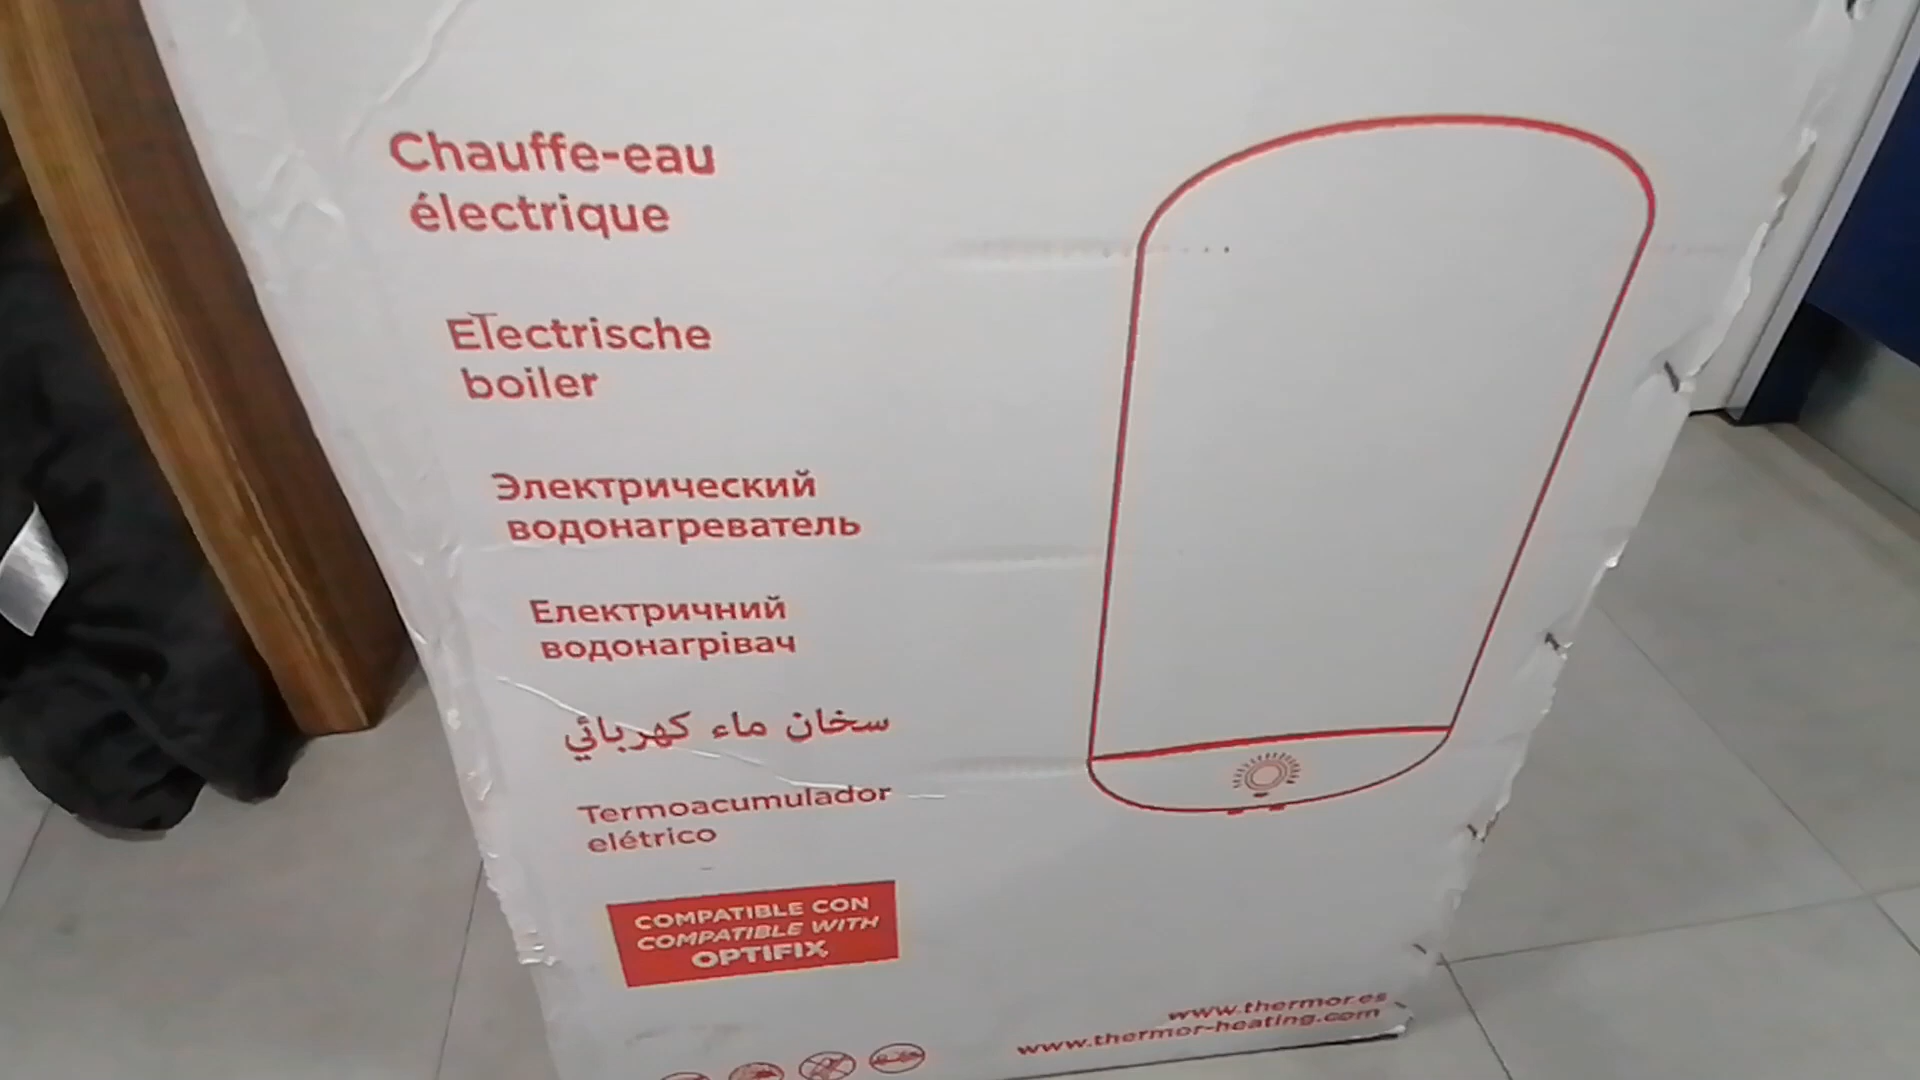 Chauffe-eau
électrique
Electrische
boiler
Электрический
водонагреватель
Електричний
водонагрівач
سخان ماء كهربائي
Termoacumulador
elétrico
COMPATIBLE CON
COMPATIBLE WITH
OPTIFIX
www.thermor.es
www.thermor-heating.com